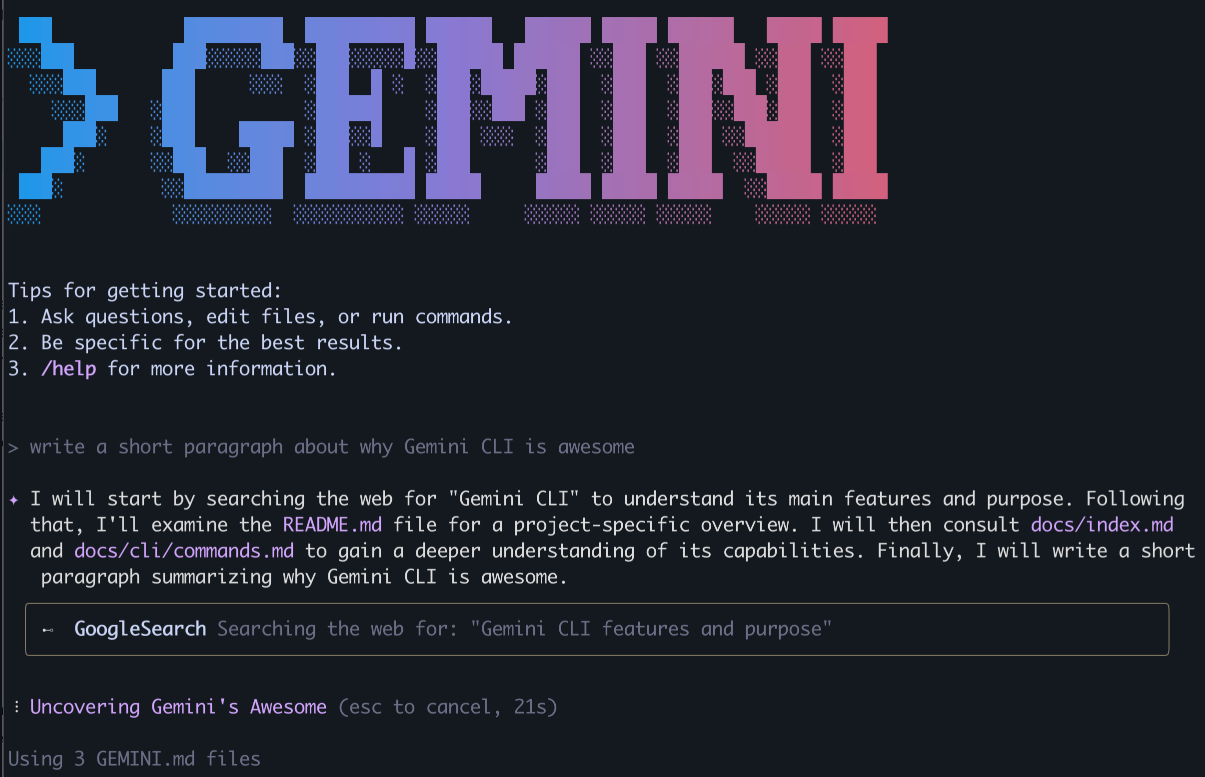 > GEMINI
Tips for getting started:
1. Ask questions, edit files, or run commands.
2. Be specific for the best results.
3. /help for more information.
> write a short paragraph about why Gemini CLI is awesome
✦ I will start by searching the web for "Gemini CLI" to understand its main features and purpose. Following
that, I'll examine the README.md file for a project-specific overview. I will then consult docs/index.md
and docs/cli/commands.md to gain a deeper understanding of its capabilities. Finally, I will write a short
paragraph summarizing why Gemini CLI is awesome.
⊷ GoogleSearch Searching the web for: "Gemini CLI features and purpose"
⁝ Uncovering Gemini's Awesome (esc to cancel, 21s)
Using 3 GEMINI.md files